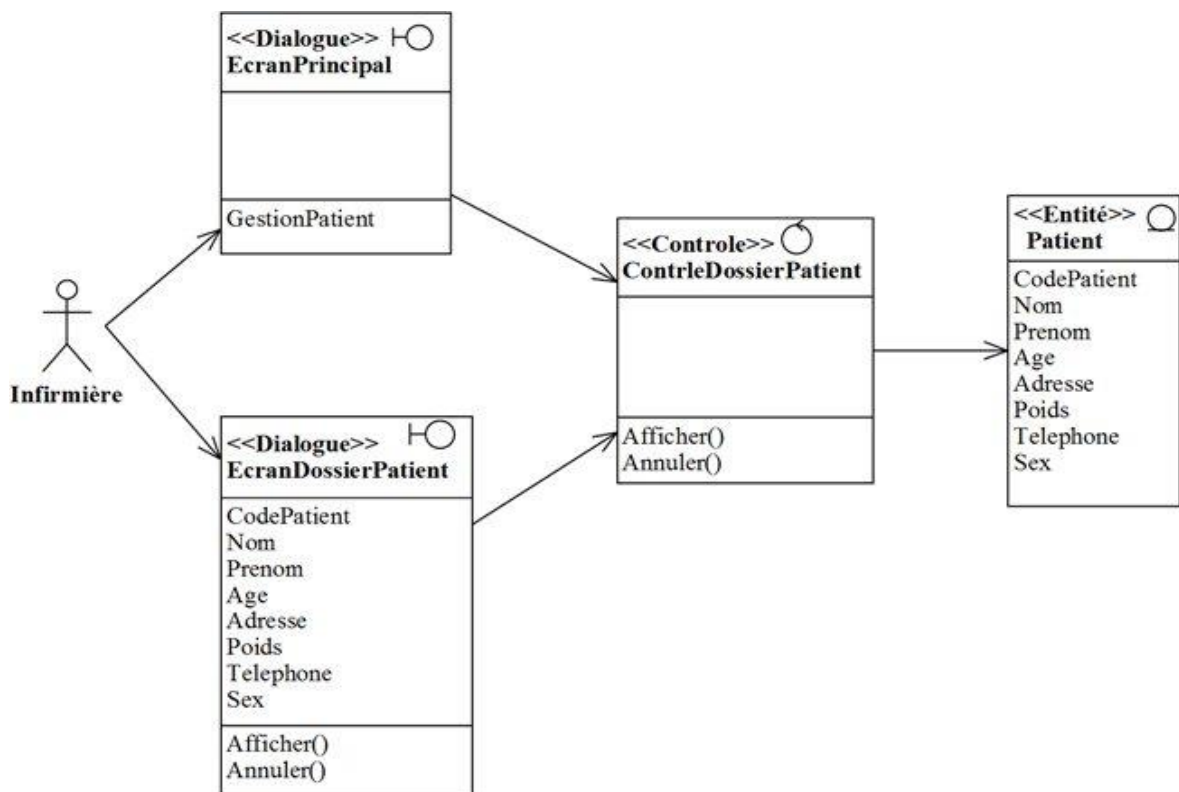 <<Dialogue>>
EcranPrincipal
GestionPatient
Infirmière
<<Dialogue>>
EcranDossierPatient
CodePatient
Nom
Prenom
Age
Adresse
Poids
Telephone
Sex
Afficher()
Annuler()
<<Controle>>
ContrleDossierPatient
Afficher()
Annuler()
<<Entité>>
Patient
CodePatient
Nom
Prenom
Age
Adresse
Poids
Telephone
Sex